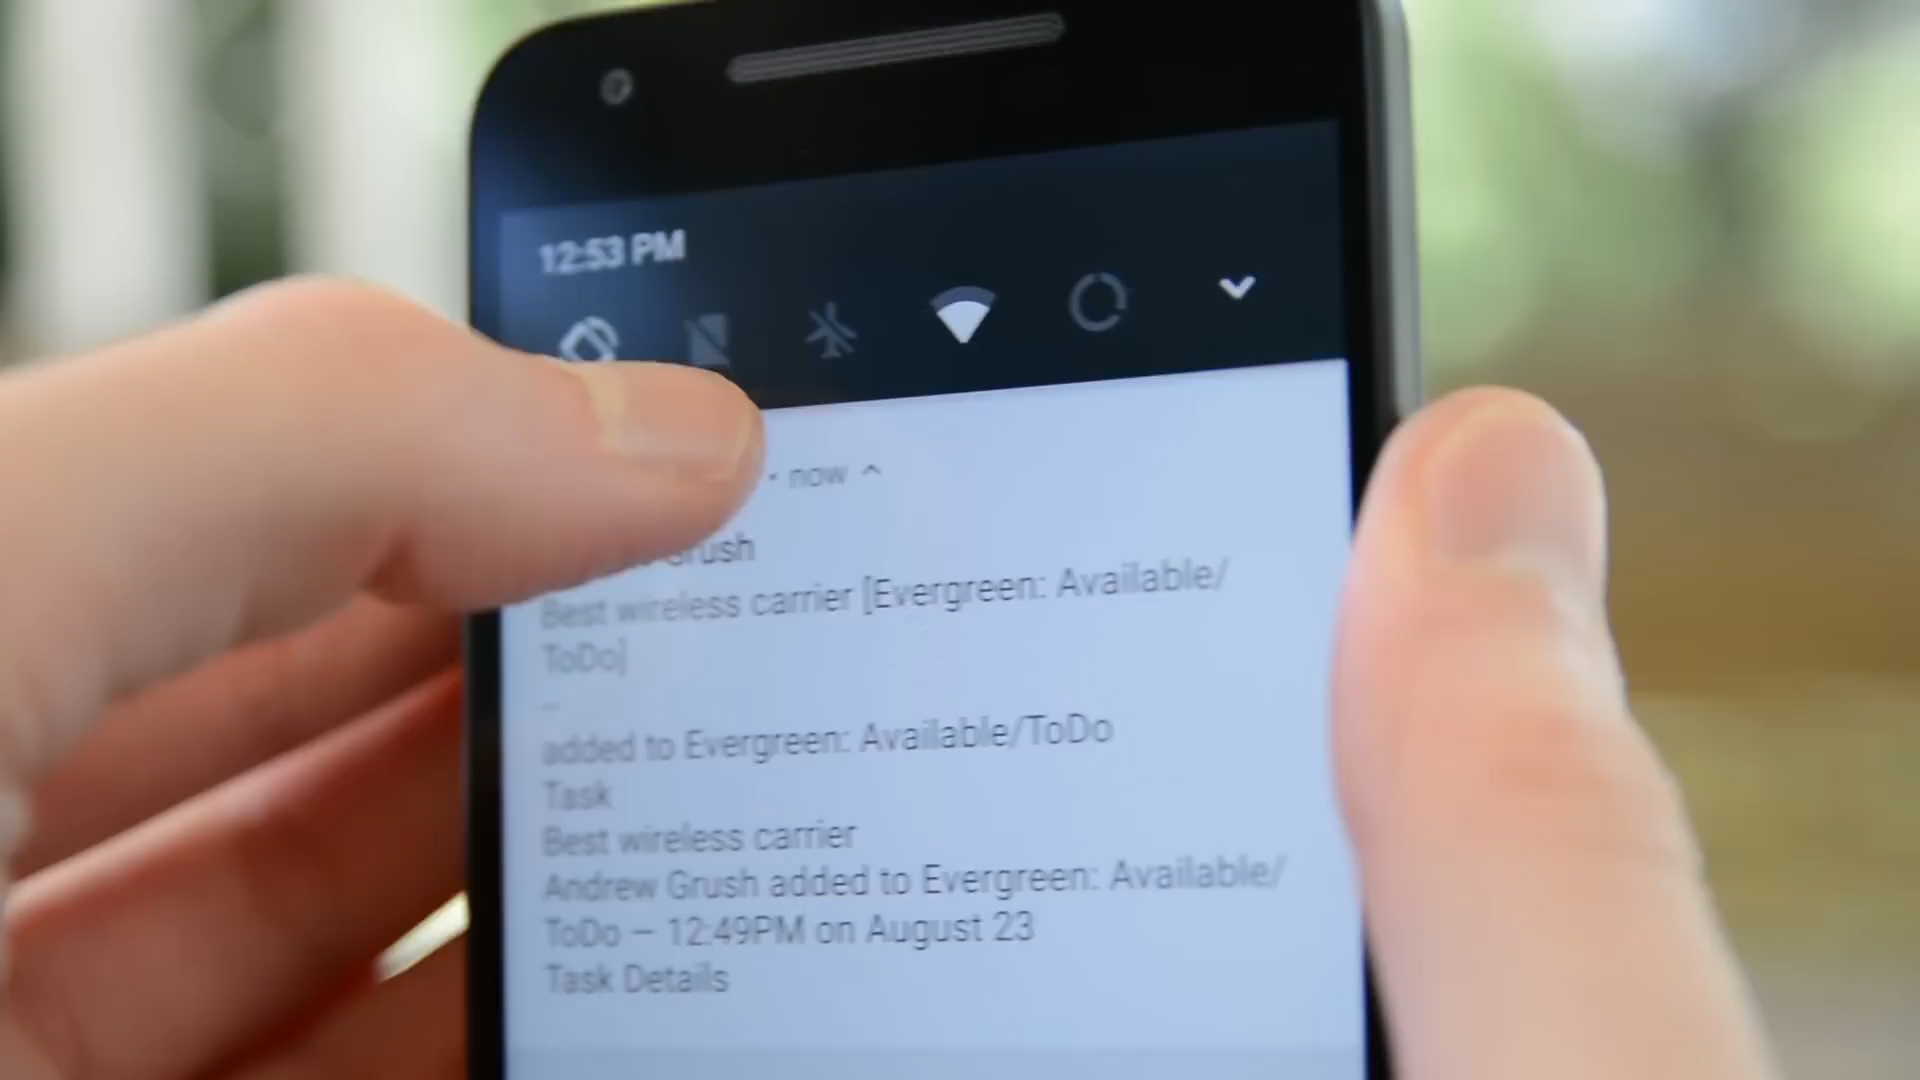 12:53 PM
• now ^
Grush
Best wireless carrier [Evergreen: Available/
ToDo]
–
added to Evergreen: Available/ToDo
Task
Best wireless carrier
Andrew Grush added to Evergreen: Available/
ToDo – 12:49PM on August 23
Task Details